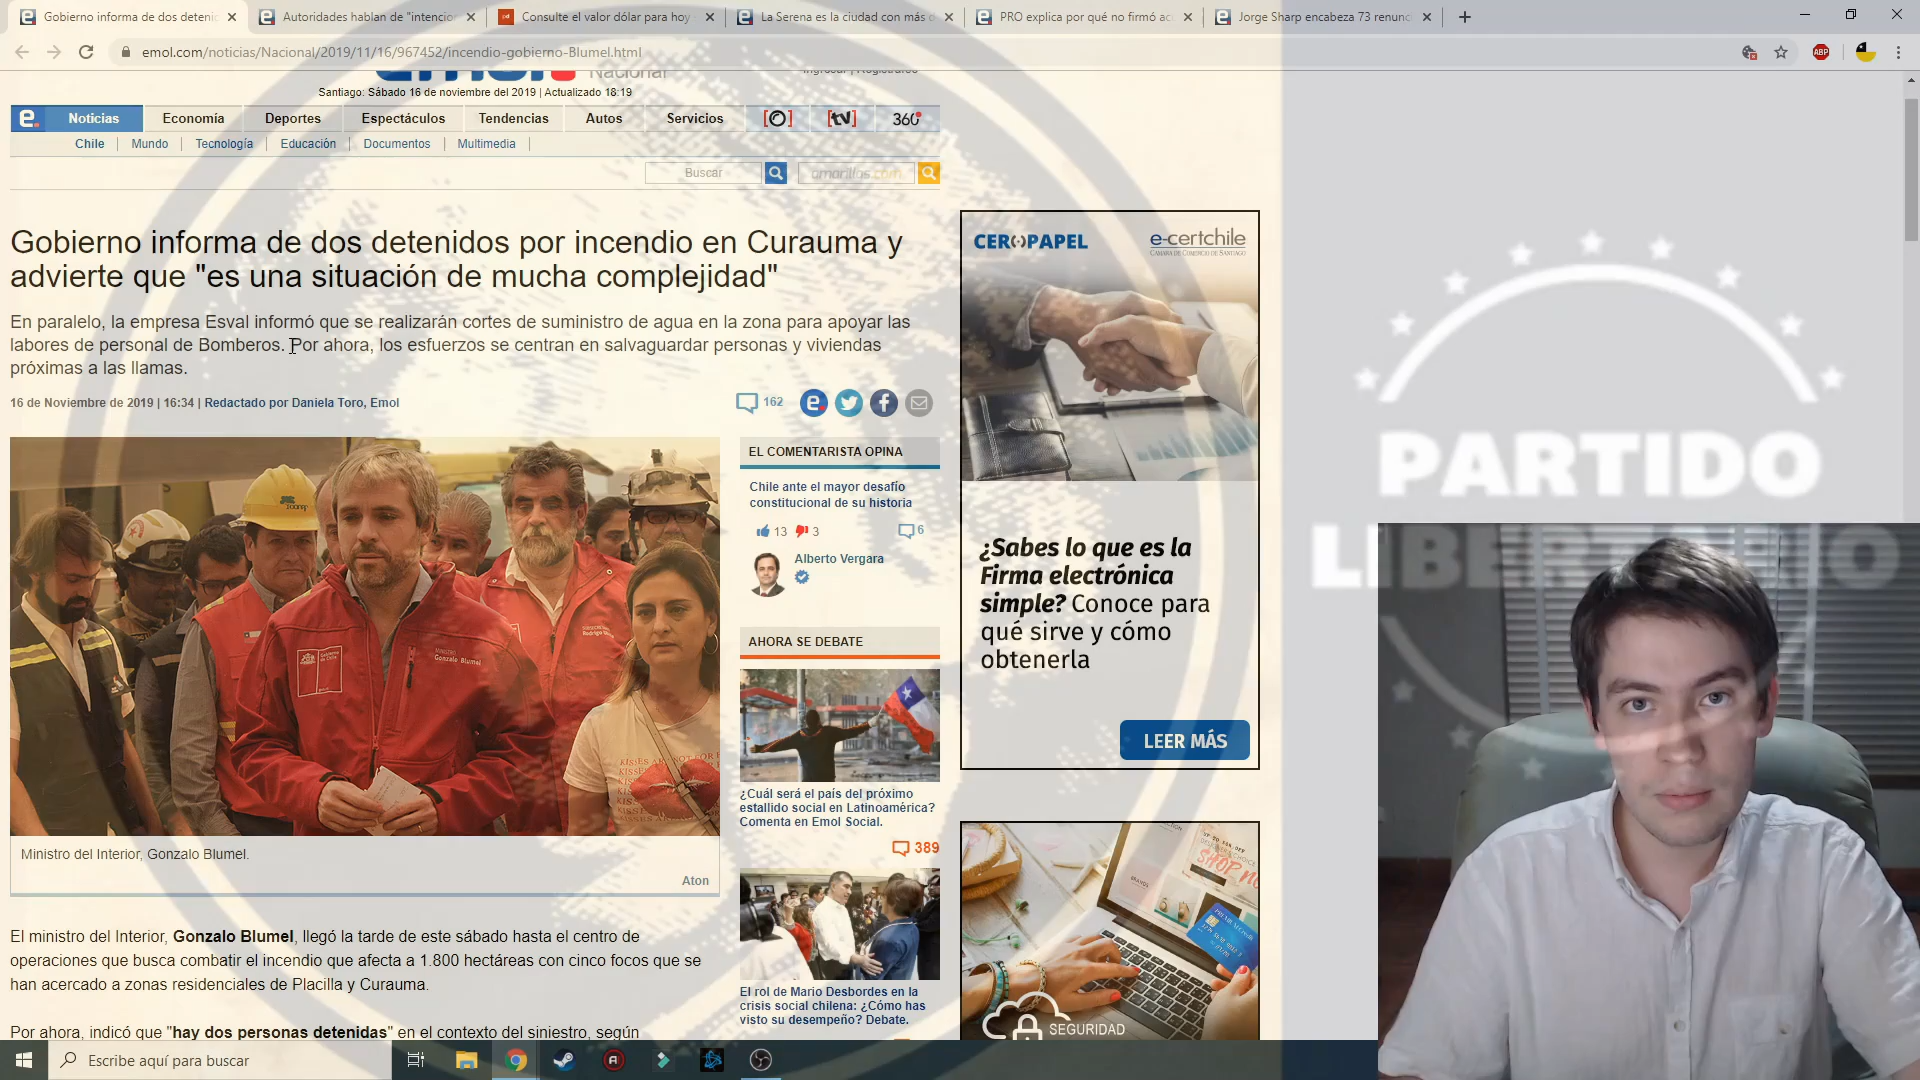 Gobierno informa de dos deteni
Autoridades hablan de "intencio
Consulte el valor dólar para hoy
La Serena es la ciudad con más d
PRO explica por qué no firmó ac
Jorge Sharp encabeza 73 renunc
emol.com/noticias/Nacional/2019/11/16/967452/incendio-gobierno-Blumel.html
ABP
Nacional
Ingresar | Registrarse
Santiago: Sábado 16 de noviembre del 2019 | Actualizado 18:19
e. Noticias Economía Deportes Espectáculos Tendencias Autos Servicios [tv] 360°
Chile Mundo Tecnología Educación Documentos Multimedia
Buscar amarillas.com
Gobierno informa de dos detenidos por incendio en Curauma y
advierte que "es una situación de mucha complejidad"
En paralelo, la empresa Esval informó que se realizarán cortes de suministro de agua en la zona para apoyar las
labores de personal de Bomberos. Por ahora, los esfuerzos se centran en salvaguardar personas y viviendas
próximas a las llamas.
16 de Noviembre de 2019 | 16:34 | Redactado por Daniela Toro, Emol
162
EL COMENTARISTA OPINA
Chile ante el mayor desafío
constitucional de su historia
13 3 6
Alberto Vergara
AHORA SE DEBATE
¿Cuál será el país del próximo
estallido social en Latinoamérica?
Comenta en Emol Social.
389
El rol de Mario Desbordes en la
crisis social chilena: ¿Cómo has
visto su desempeño? Debate.
Ministro del Interior, Gonzalo Blumel.
Aton
El ministro del Interior, Gonzalo Blumel, llegó la tarde de este sábado hasta el centro de
operaciones que busca combatir el incendio que afecta a 1.800 hectáreas con cinco focos que se
han acercado a zonas residenciales de Placilla y Curauma.
Por ahora, indicó que "hay dos personas detenidas" en el contexto del siniestro, según
CEROPAPEL
e-certchile
CÁMARA DE COMERCIO DE SANTIAGO
¿Sabes lo que es la
Firma electrónica
simple? Conoce para
qué sirve y cómo
obtenerla
LEER MÁS
SEGURIDAD
PARTIDO
LIBERTARIO
Escribe aquí para buscar